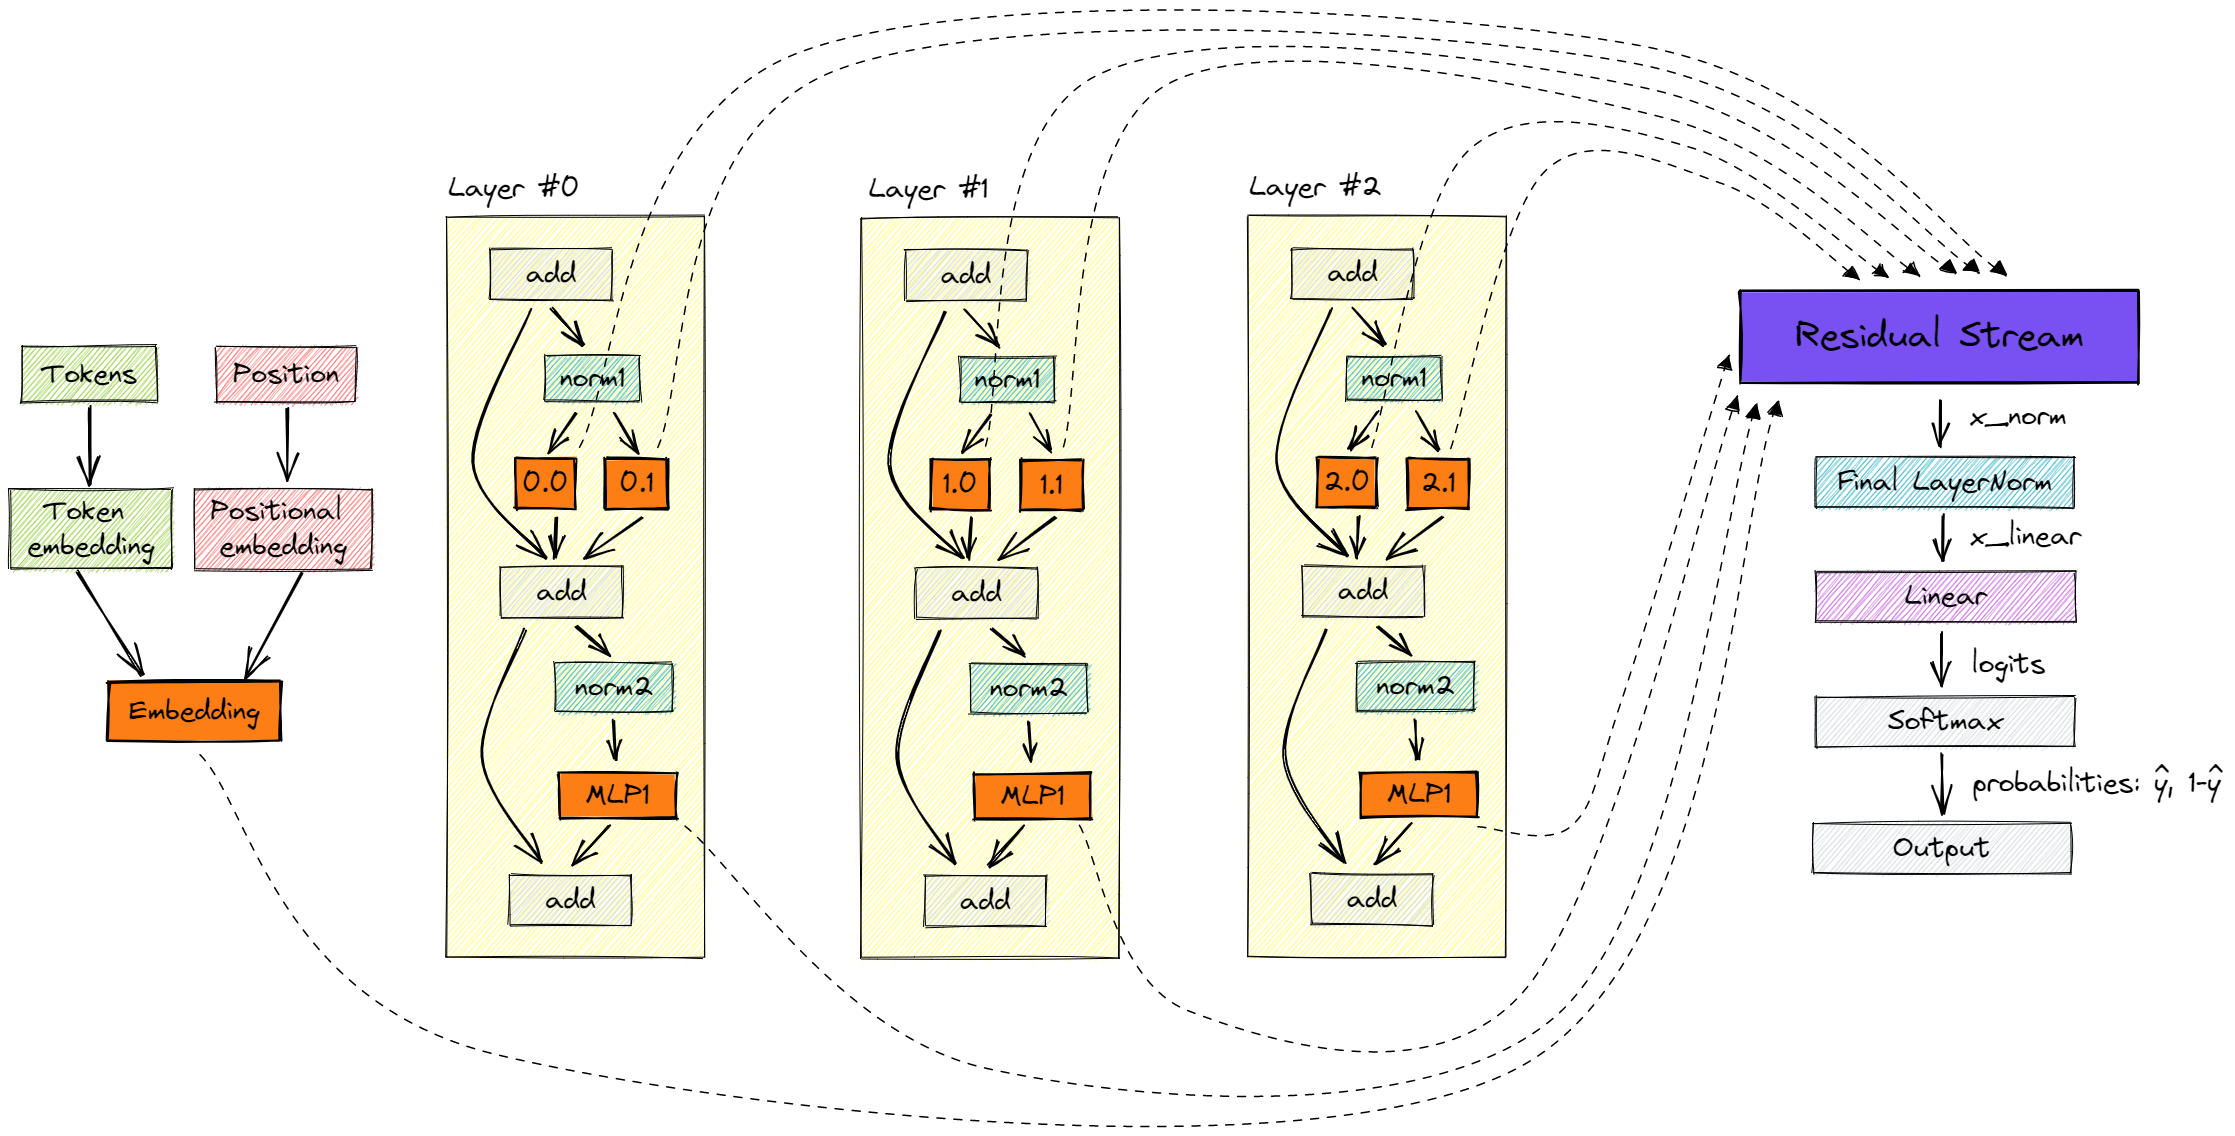 Tokens
Position
Token
embedding
Positional
embedding
Embedding
Layer #0
add
norm1
0.0
0.1
add
norm2
MLP1
add
Layer #1
add
norm1
1.0
1.1
add
norm2
MLP1
add
Layer #2
add
norm1
2.0
2.1
add
norm2
MLP1
add
Residual Stream
x_norm
Final LayerNorm
x_linear
Linear
logits
Softmax
probabilities: ŷ, 1-ŷ
Output